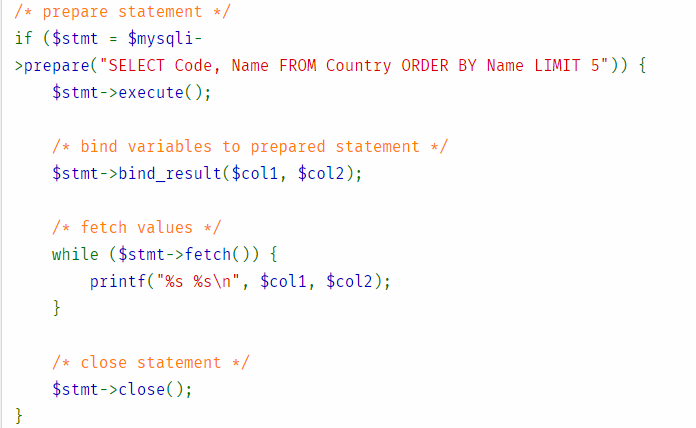 /* prepare statement */
if ($stmt = $mysqli-
>prepare("SELECT Code, Name FROM Country ORDER BY Name LIMIT 5")) {
    $stmt->execute();

    /* bind variables to prepared statement */
    $stmt->bind_result($col1, $col2);

    /* fetch values */
    while ($stmt->fetch()) {
        printf("%s %s\n", $col1, $col2);
    }

    /* close statement */
    $stmt->close();
}